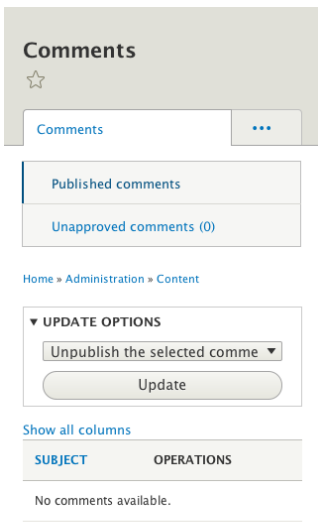 Comments
Comments
•••
Published comments
Unapproved comments (0)
Home » Administration » Content
▼ UPDATE OPTIONS
Unpublish the selected comme ▼
Update
Show all columns
SUBJECT OPERATIONS
No comments available.